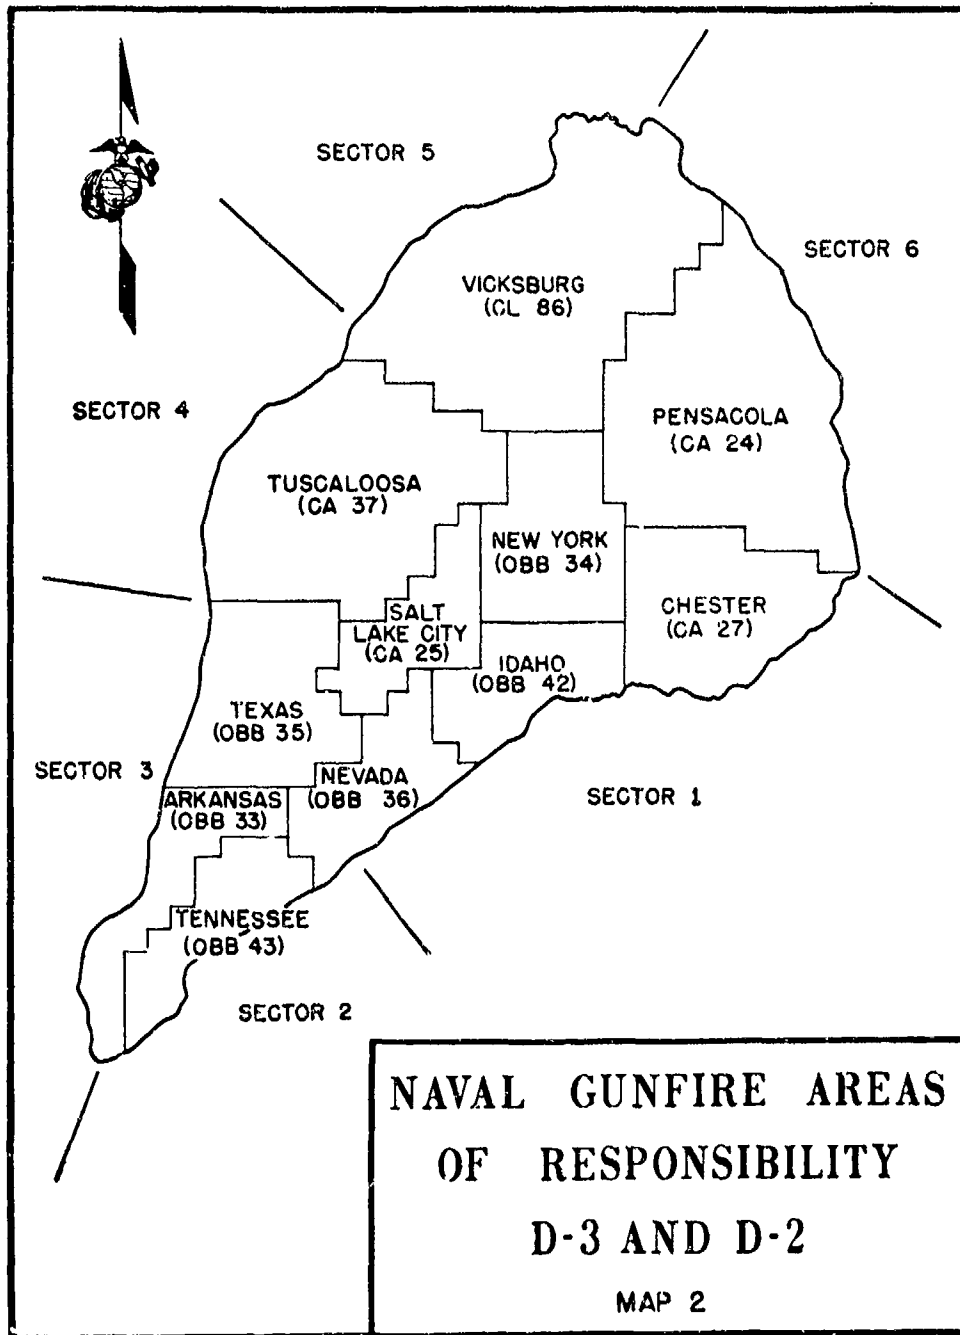 SECTOR 5
SECTOR 6
VICKSBURG
(CL 86)
SECTOR 4
PENSACOLA
(CA 24)
TUSCALOOSA
(CA 37)
NEW YORK
(OBB 34)
CHESTER
(CA 27)
SALT
LAKE CITY
(CA 25)
IDAHO
(OBB 42)
TEXAS
(OBB 35)
SECTOR 3
NEVADA
(OBB 36)
ARKANSAS
(OBB 33)
SECTOR 1
TENNESSEE
(OBB 43)
SECTOR 2
NAVAL GUNFIRE AREAS
OF RESPONSIBILITY
D-3 AND D-2
MAP 2